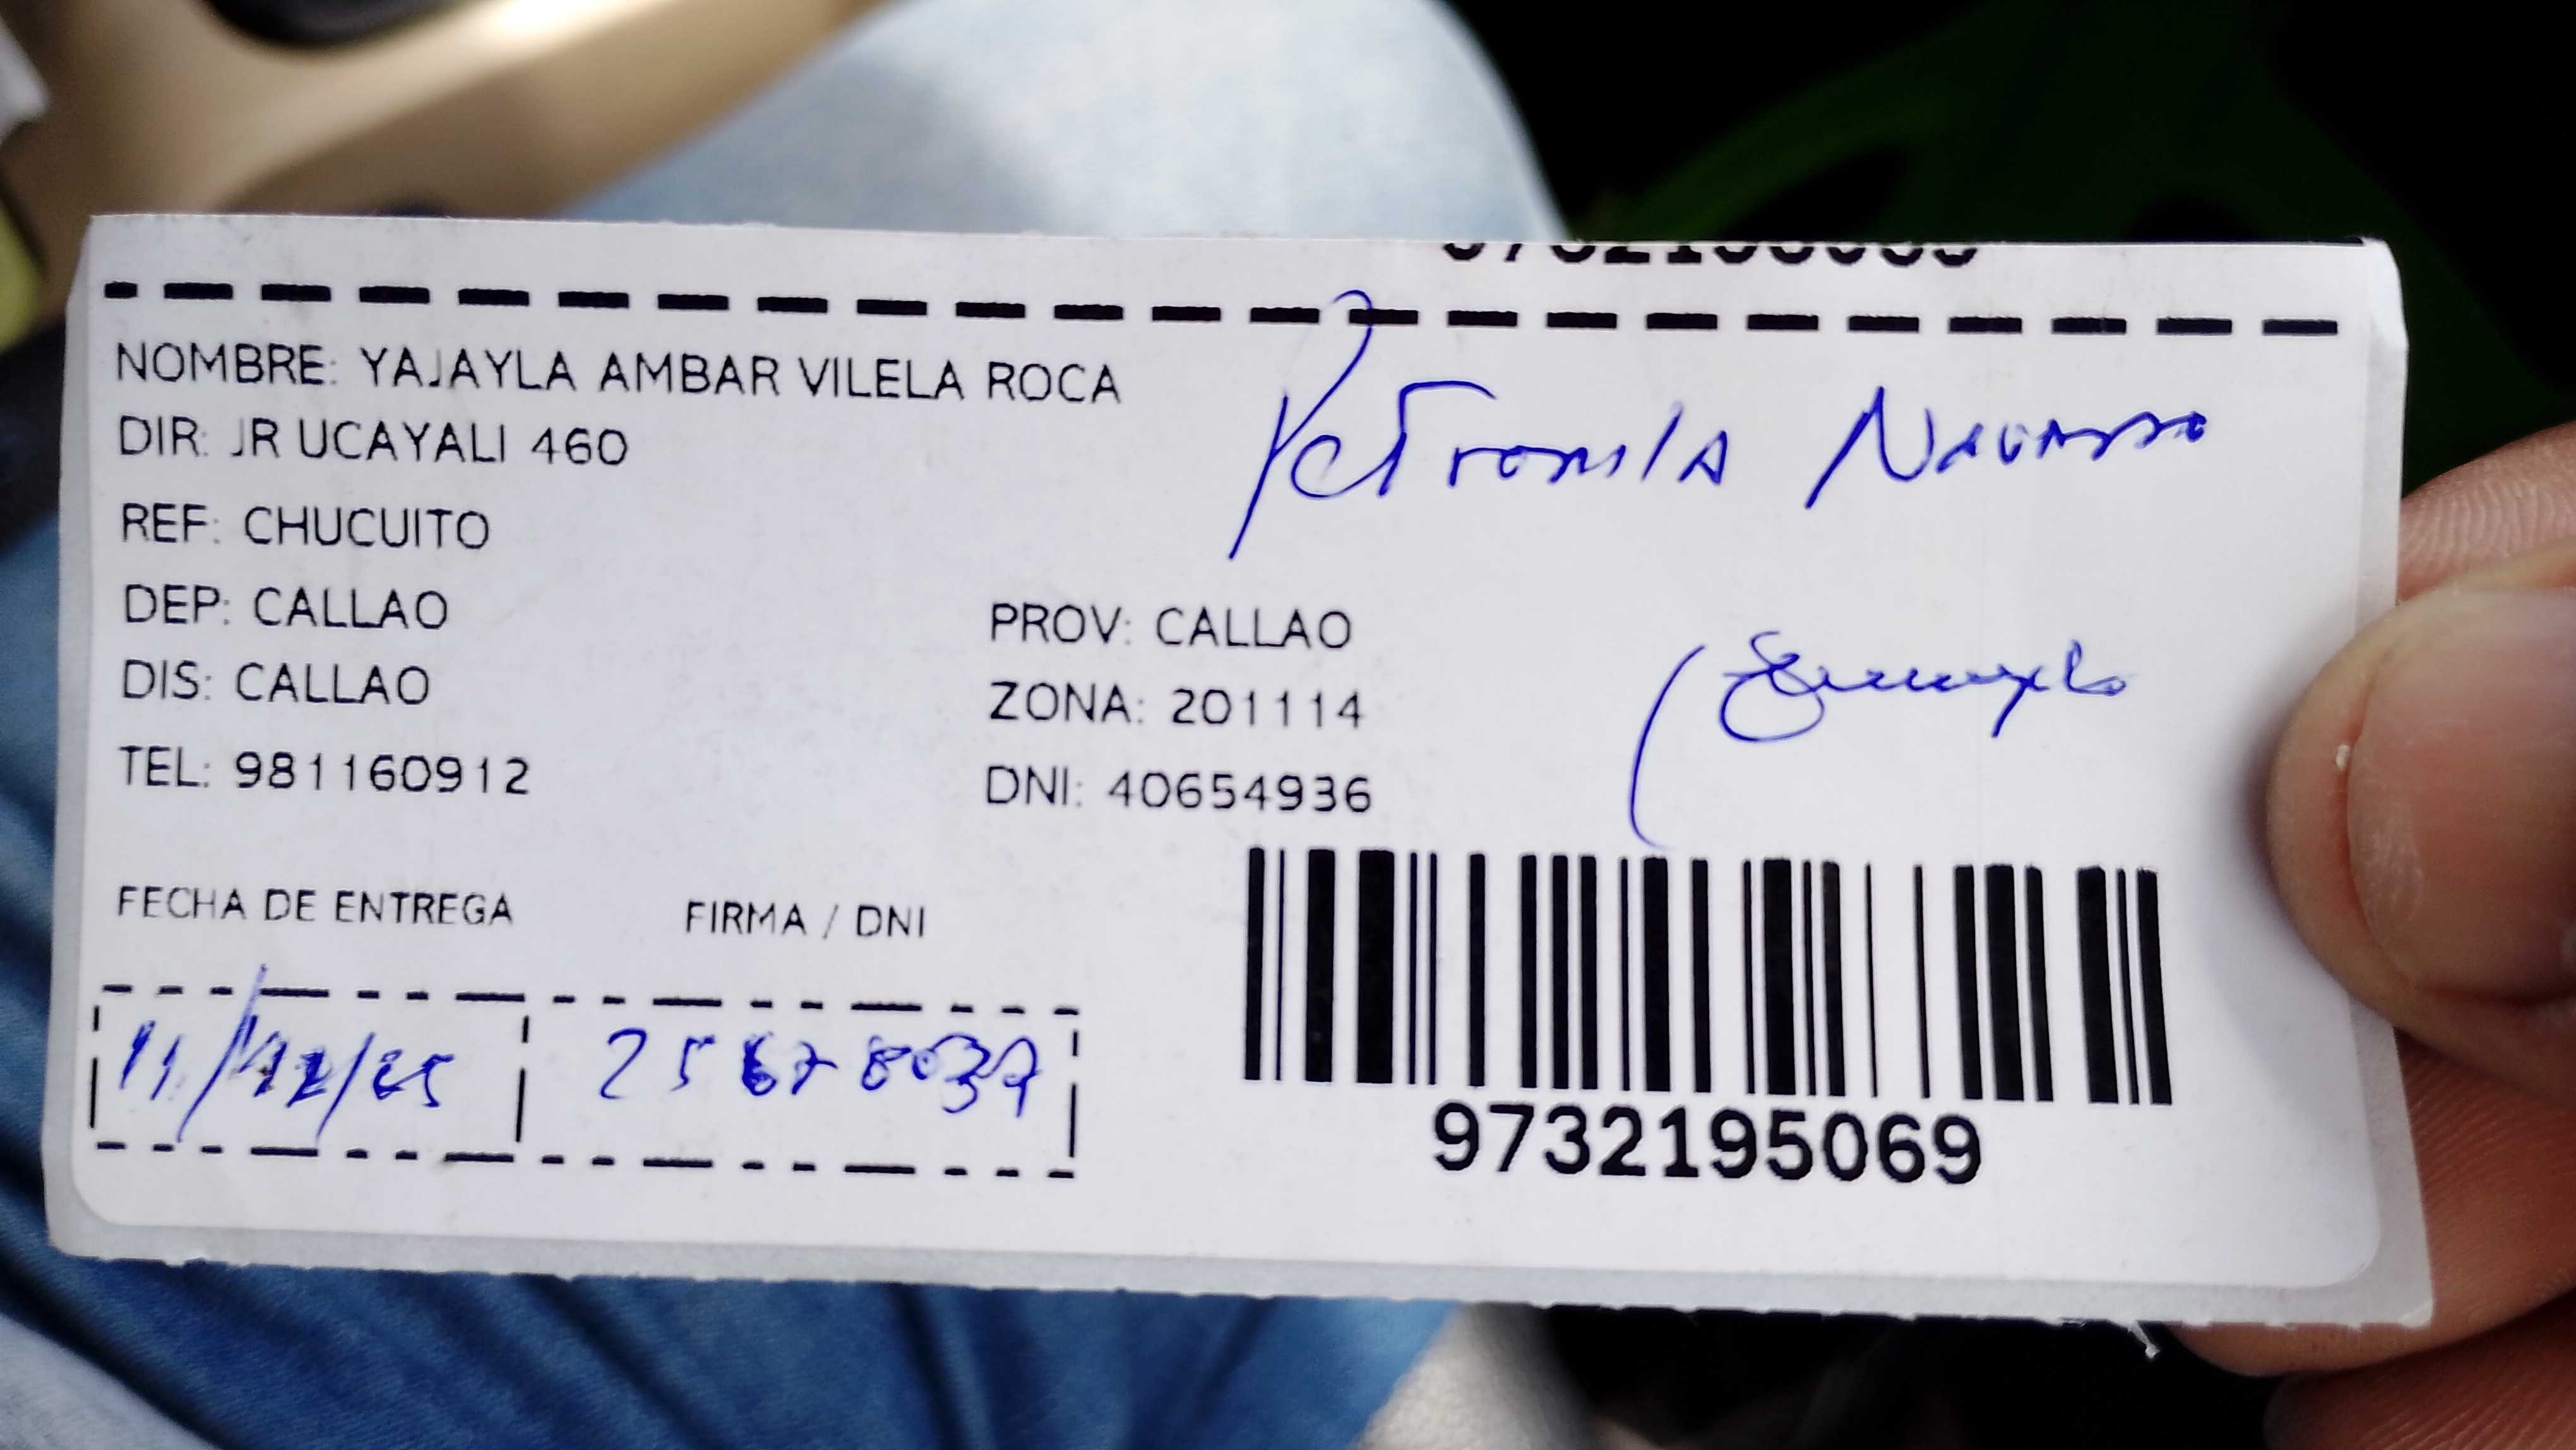 NOMBRE: YAJAYLA AMBAR VILELA ROCA
DIR: JR UCAYALI 460
REF: CHUCUITO
DEP: CALLAO
PROV: CALLAO
DIS: CALLAO
ZONA: 201114
TEL: 981160912
DNI: 40654936
Petronila Navarro
FECHA DE ENTREGA
FIRMA / DNI
11/12/25
25678037
9732195069